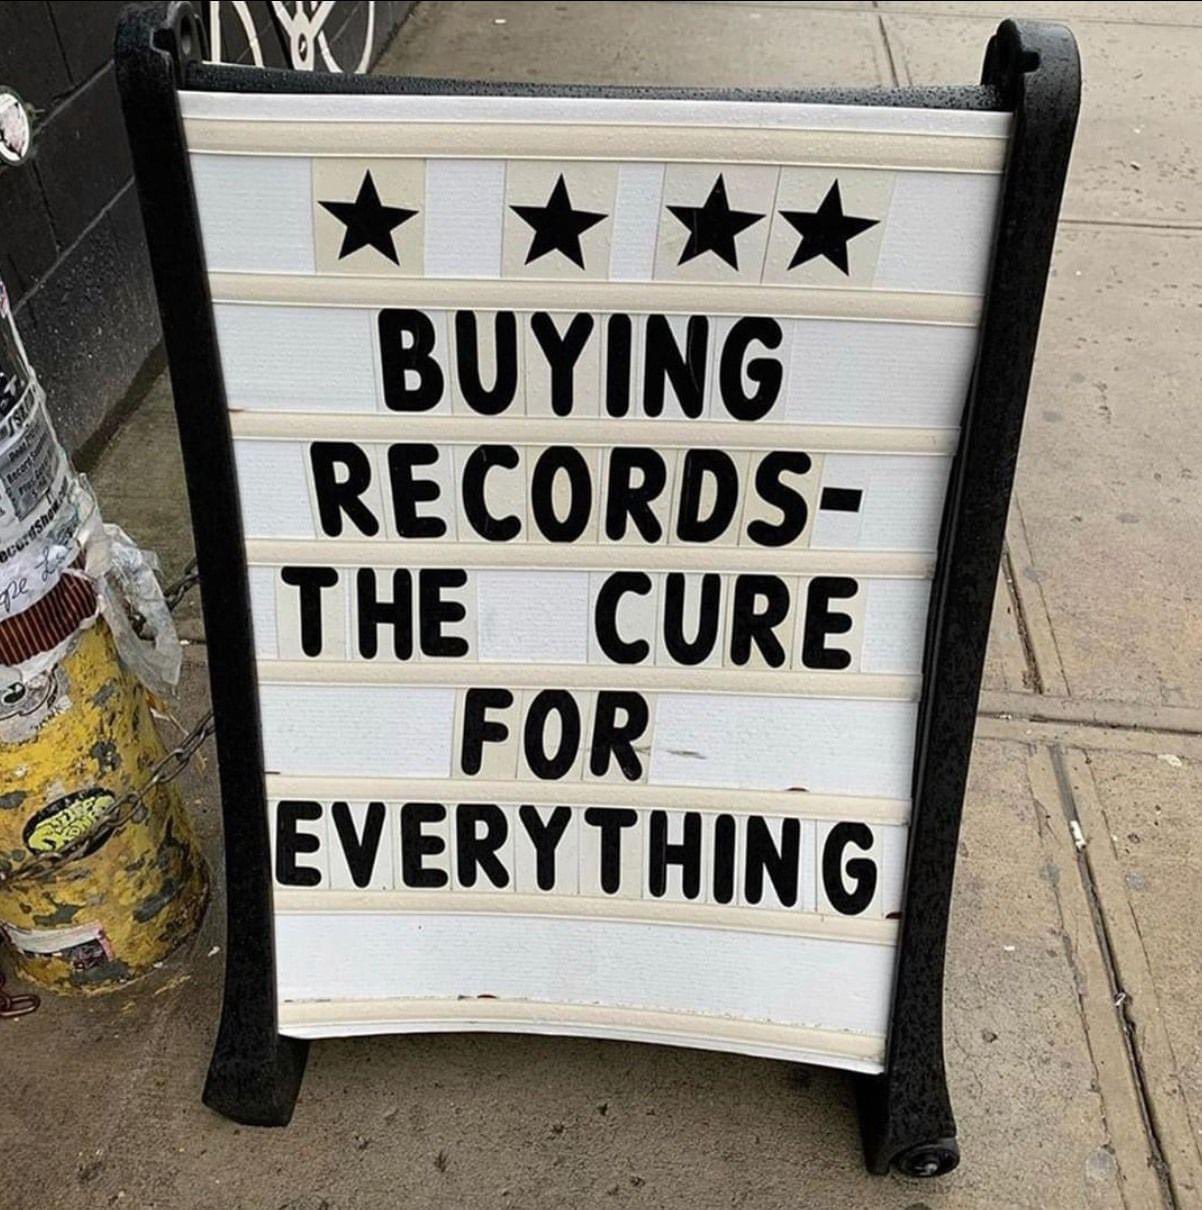 ★ ★ ★★
BUYING
RECORDS-
THE CURE
FOR
EVERYTHING